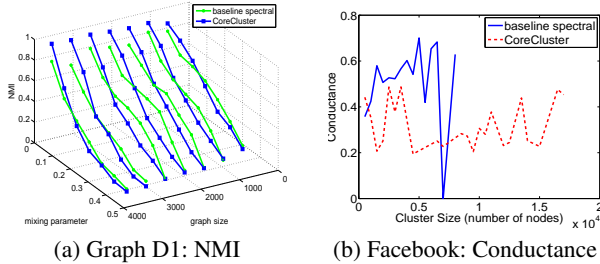 baseline spectral
CoreCluster
1
0.8
0.6
0.4
0.2
0
NMI
0
0.1
0.2
0.3
0.4
0.5
mixing parameter
4000
3000
2000
1000
0
graph size
(a) Graph D1: NMI
baseline spectral
CoreCluster
0.8
0.6
0.4
0.2
0
Conductance
0 0.5 1 1.5 2
Cluster Size (number of nodes)
x 10^4
(b) Facebook: Conductance